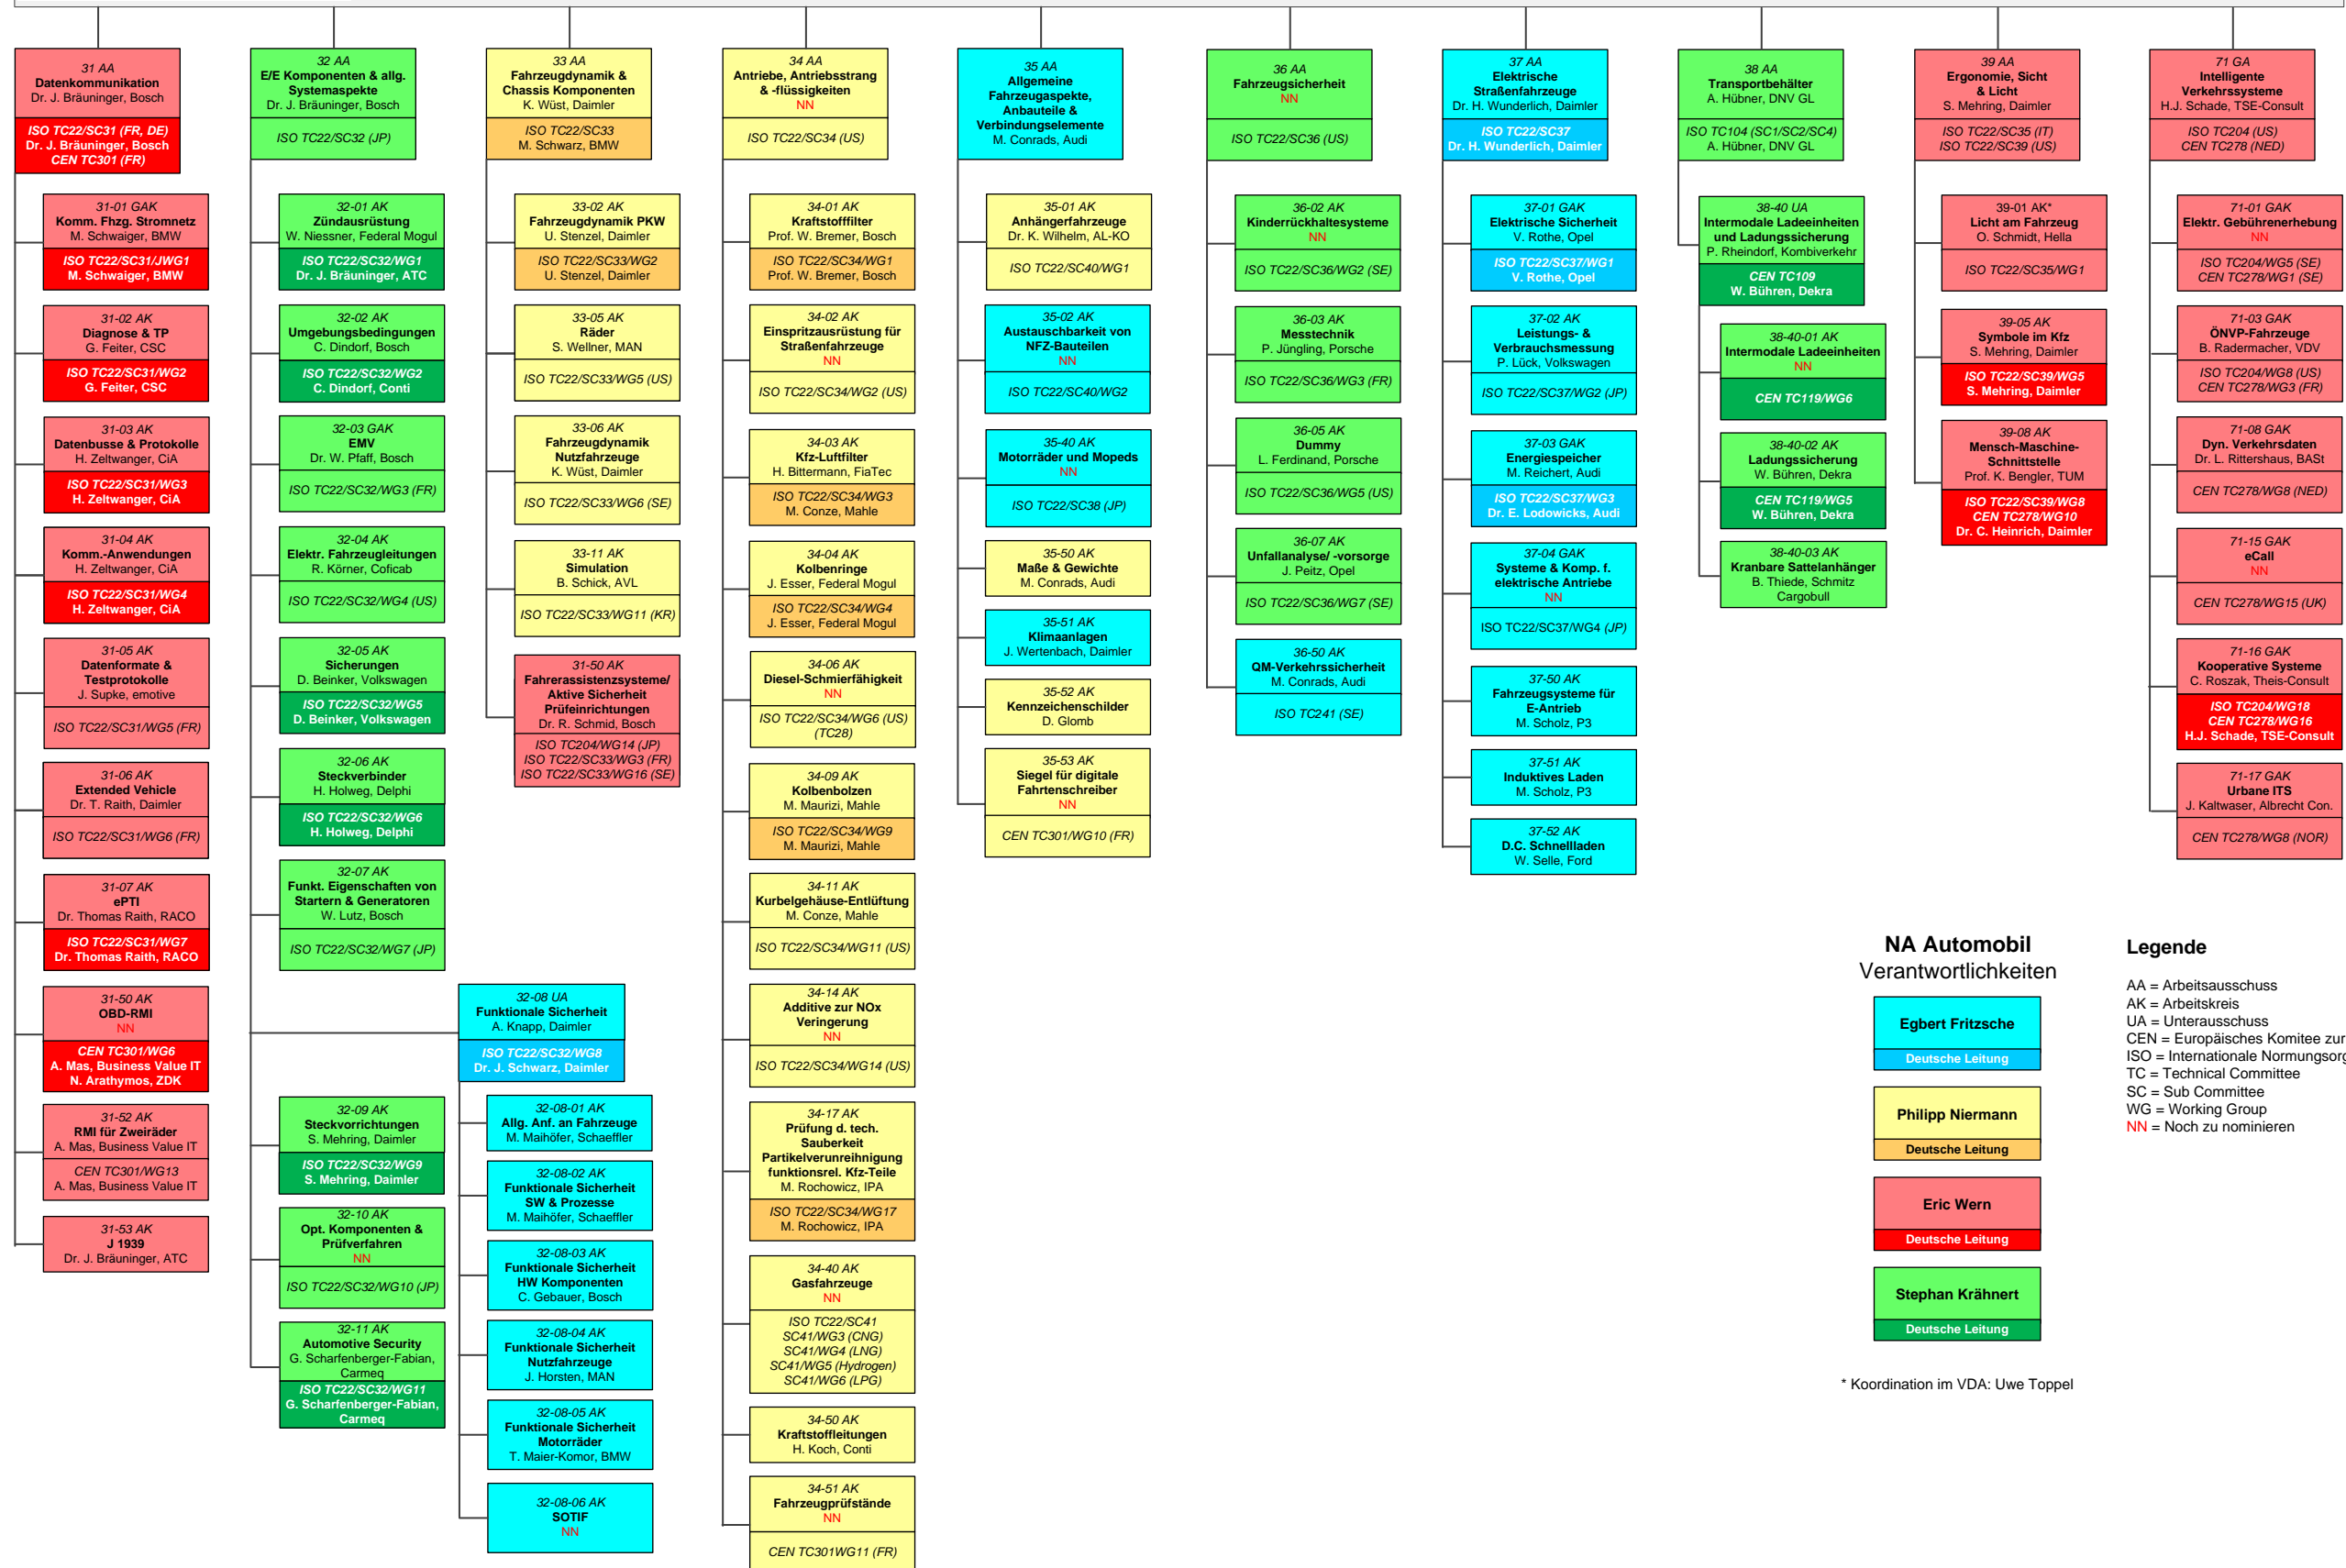 31 AA
Datenkommunikation
Dr. J. Bräuninger, Bosch
ISO TC22/SC31 (FR, DE)
Dr. J. Bräuninger, Bosch
CEN TC301 (FR)
31-01 GAK
Komm. Fhzg. Stromnetz
M. Schwaiger, BMW
ISO TC22/SC31/JWG1
M. Schwaiger, BMW
31-02 AK
Diagnose & TP
G. Feiter, CSC
ISO TC22/SC31/WG2
G. Feiter, CSC
31-03 AK
Datenbusse & Protokolle
H. Zeltwanger, CiA
ISO TC22/SC31/WG3
H. Zeltwanger, CiA
31-04 AK
Komm.-Anwendungen
H. Zeltwanger, CiA
ISO TC22/SC31/WG4
H. Zeltwanger, CiA
31-05 AK
Datenformate &
Testprotokolle
J. Supke, emotive
ISO TC22/SC31/WG5 (FR)
31-06 AK
Extended Vehicle
Dr. T. Raith, Daimler
ISO TC22/SC31/WG6 (FR)
31-07 AK
ePTI
Dr. Thomas Raith, RACO
ISO TC22/SC31/WG7
Dr. Thomas Raith, RACO
31-50 AK
OBD-RMI
NN
CEN TC301/WG6
A. Mas, Business Value IT
N. Arathymos, ZDK
31-52 AK
RMI für Zweiräder
A. Mas, Business Value IT
CEN TC301/WG13
A. Mas, Business Value IT
31-53 AK
J 1939
Dr. J. Bräuninger, ATC
32 AA
E/E Komponenten & allg.
Systemaspekte
Dr. J. Bräuninger, Bosch
ISO TC22/SC32 (JP)
32-01 AK
Zündausrüstung
W. Niessner, Federal Mogul
ISO TC22/SC32/WG1
Dr. J. Bräuninger, ATC
32-02 AK
Umgebungsbedingungen
C. Dindorf, Bosch
ISO TC22/SC32/WG2
C. Dindorf, Conti
32-03 GAK
EMV
Dr. W. Pfaff, Bosch
ISO TC22/SC32/WG3 (FR)
32-04 AK
Elektr. Fahrzeugleitungen
R. Körner, Coficab
ISO TC22/SC32/WG4 (US)
32-05 AK
Sicherungen
D. Beinker, Volkswagen
ISO TC22/SC32/WG5
D. Beinker, Volkswagen
32-06 AK
Steckverbinder
H. Holweg, Delphi
ISO TC22/SC32/WG6
H. Holweg, Delphi
32-07 AK
Funkt. Eigenschaften von
Startern & Generatoren
W. Lutz, Bosch
ISO TC22/SC32/WG7 (JP)
32-08 UA
Funktionale Sicherheit
A. Knapp, Daimler
ISO TC22/SC32/WG8
Dr. J. Schwarz, Daimler
32-08-01 AK
Allg. Anf. an Fahrzeuge
M. Maihöfer, Schaeffler
32-08-02 AK
Funktionale Sicherheit
SW & Prozesse
M. Maihöfer, Schaeffler
32-08-03 AK
Funktionale Sicherheit
HW Komponenten
C. Gebauer, Bosch
32-08-04 AK
Funktionale Sicherheit
Nutzfahrzeuge
J. Horsten, MAN
32-08-05 AK
Funktionale Sicherheit
Motorräder
T. Maier-Komor, BMW
32-08-06 AK
SOTIF
NN
32-09 AK
Steckvorrichtungen
S. Mehring, Daimler
ISO TC22/SC32/WG9
S. Mehring, Daimler
32-10 AK
Opt. Komponenten &
Prüfverfahren
NN
ISO TC22/SC32/WG10 (JP)
32-11 AK
Automotive Security
G. Scharfenberger-Fabian,
Carmeq
ISO TC22/SC32/WG11
G. Scharfenberger-Fabian,
Carmeq
33 AA
Fahrzeugdynamik &
Chassis Komponenten
K. Wüst, Daimler
ISO TC22/SC33
M. Schwarz, BMW
33-02 AK
Fahrzeugdynamik PKW
U. Stenzel, Daimler
ISO TC22/SC33/WG2
U. Stenzel, Daimler
33-05 AK
Räder
S. Wellner, MAN
ISO TC22/SC33/WG5 (US)
33-06 AK
Fahrzeugdynamik
Nutzfahrzeuge
K. Wüst, Daimler
ISO TC22/SC33/WG6 (SE)
33-11 AK
Simulation
B. Schick, AVL
ISO TC22/SC33/WG11 (KR)
31-50 AK
Fahrerassistenzsysteme/
Aktive Sicherheit
Prüfeinrichtungen
Dr. R. Schmid, Bosch
ISO TC204/WG14 (JP)
ISO TC22/SC33/WG3 (FR)
ISO TC22/SC33/WG16 (SE)
34 AA
Antriebe, Antriebsstrang
& -flüssigkeiten
NN
ISO TC22/SC34 (US)
34-01 AK
Kraftstofffilter
Prof. W. Bremer, Bosch
ISO TC22/SC34/WG1
Prof. W. Bremer, Bosch
34-02 AK
Einspritzausrüstung für
Straßenfahrzeuge
NN
ISO TC22/SC34/WG2 (US)
34-03 AK
Kfz-Luftfilter
H. Bittermann, FiaTec
ISO TC22/SC34/WG3
M. Conze, Mahle
34-04 AK
Kolbenringe
J. Esser, Federal Mogul
ISO TC22/SC34/WG4
J. Esser, Federal Mogul
34-06 AK
Diesel-Schmierfähigkeit
NN
ISO TC22/SC34/WG6 (US)
(TC28)
34-09 AK
Kolbenbolzen
M. Maurizi, Mahle
ISO TC22/SC34/WG9
M. Maurizi, Mahle
34-11 AK
Kurbelgehäuse-Entlüftung
M. Conze, Mahle
ISO TC22/SC34/WG11 (US)
34-14 AK
Additive zur NOx
Veringerung
NN
ISO TC22/SC34/WG14 (US)
34-17 AK
Prüfung d. tech.
Sauberkeit
Partikelverunreihnigung
funktionsrel. Kfz-Teile
M. Rochowicz, IPA
ISO TC22/SC34/WG17
M. Rochowicz, IPA
34-40 AK
Gasfahrzeuge
NN
ISO TC22/SC41
SC41/WG3 (CNG)
SC41/WG4 (LNG)
SC41/WG5 (Hydrogen)
SC41/WG6 (LPG)
34-50 AK
Kraftstoffleitungen
H. Koch, Conti
34-51 AK
Fahrzeugprüfstände
NN
CEN TC301WG11 (FR)
35 AA
Allgemeine
Fahrzeugaspekte,
Anbauteile &
Verbindungselemente
M. Conrads, Audi
35-01 AK
Anhängerfahrzeuge
Dr. K. Wilhelm, AL-KO
ISO TC22/SC40/WG1
35-02 AK
Austauschbarkeit von
NFZ-Bauteilen
NN
ISO TC22/SC40/WG2
35-40 AK
Motorräder und Mopeds
NN
ISO TC22/SC38 (JP)
35-50 AK
Maße & Gewichte
M. Conrads, Audi
35-51 AK
Klimaanlagen
J. Wertenbach, Daimler
35-52 AK
Kennzeichenschilder
D. Glomb
35-53 AK
Siegel für digitale
Fahrtenschreiber
NN
CEN TC301/WG10 (FR)
36 AA
Fahrzeugsicherheit
NN
ISO TC22/SC36 (US)
36-02 AK
Kinderrückhaltesysteme
NN
ISO TC22/SC36/WG2 (SE)
36-03 AK
Messtechnik
P. Jüngling, Porsche
ISO TC22/SC36/WG3 (FR)
36-05 AK
Dummy
L. Ferdinand, Porsche
ISO TC22/SC36/WG5 (US)
36-07 AK
Unfallanalyse/ -vorsorge
J. Peitz, Opel
ISO TC22/SC36/WG7 (SE)
36-50 AK
QM-Verkehrssicherheit
M. Conrads, Audi
ISO TC241 (SE)
37 AA
Elektrische
Straßenfahrzeuge
Dr. H. Wunderlich, Daimler
ISO TC22/SC37
Dr. H. Wunderlich, Daimler
37-01 GAK
Elektrische Sicherheit
V. Rothe, Opel
ISO TC22/SC37/WG1
V. Rothe, Opel
37-02 AK
Leistungs- &
Verbrauchsmessung
P. Lück, Volkswagen
ISO TC22/SC37/WG2 (JP)
37-03 GAK
Energiespeicher
M. Reichert, Audi
ISO TC22/SC37/WG3
Dr. E. Lodowicks, Audi
37-04 GAK
Systeme & Komp. f.
elektrische Antriebe
NN
ISO TC22/SC37/WG4 (JP)
37-50 AK
Fahrzeugsysteme für
E-Antrieb
M. Scholz, P3
37-51 AK
Induktives Laden
M. Scholz, P3
37-52 AK
D.C. Schnellladen
W. Selle, Ford
38 AA
Transportbehälter
A. Hübner, DNV GL
ISO TC104 (SC1/SC2/SC4)
A. Hübner, DNV GL
38-40 UA
Intermodale Ladeeinheiten
und Ladungssicherung
P. Rheindorf, Kombiverkehr
CEN TC109
W. Bühren, Dekra
38-40-01 AK
Intermodale Ladeeinheiten
NN
CEN TC119/WG6
38-40-02 AK
Ladungssicherung
W. Bühren, Dekra
CEN TC119/WG5
W. Bühren, Dekra
38-40-03 AK
Kranbare Sattelanhänger
B. Thiede, Schmitz
Cargobull
39 AA
Ergonomie, Sicht
& Licht
S. Mehring, Daimler
ISO TC22/SC35 (IT)
ISO TC22/SC39 (US)
39-01 AK*
Licht am Fahrzeug
O. Schmidt, Hella
ISO TC22/SC35/WG1
39-05 AK
Symbole im Kfz
S. Mehring, Daimler
ISO TC22/SC39/WG5
S. Mehring, Daimler
39-08 AK
Mensch-Maschine-
Schnittstelle
Prof. K. Bengler, TUM
ISO TC22/SC39/WG8
CEN TC278/WG10
Dr. C. Heinrich, Daimler
71 GA
Intelligente
Verkehrssysteme
H.J. Schade, TSE-Consult
ISO TC204 (US)
CEN TC278 (NED)
71-01 GAK
Elektr. Gebührenerhebung
NN
ISO TC204/WG5 (SE)
CEN TC278/WG1 (SE)
71-03 GAK
ÖNVP-Fahrzeuge
B. Radermacher, VDV
ISO TC204/WG8 (US)
CEN TC278/WG3 (FR)
71-08 GAK
Dyn. Verkehrsdaten
Dr. L. Rittershaus, BASt
CEN TC278/WG8 (NED)
71-15 GAK
eCall
NN
CEN TC278/WG15 (UK)
71-16 GAK
Kooperative Systeme
C. Roszak, Theis-Consult
ISO TC204/WG18
CEN TC278/WG16
H.J. Schade, TSE-Consult
71-17 GAK
Urbane ITS
J. Kaltwaser, Albrecht Con.
CEN TC278/WG8 (NOR)
NA Automobil
Verantwortlichkeiten
Egbert Fritzsche
Deutsche Leitung
Philipp Niermann
Deutsche Leitung
Eric Wern
Deutsche Leitung
Stephan Krähnert
Deutsche Leitung
* Koordination im VDA: Uwe Toppel
Legende
AA = Arbeitsausschuss
AK = Arbeitskreis
UA = Unterausschuss
CEN = Europäisches Komitee zur
ISO = Internationale Normungsorg
TC = Technical Committee
SC = Sub Committee
WG = Working Group
NN = Noch zu nominieren